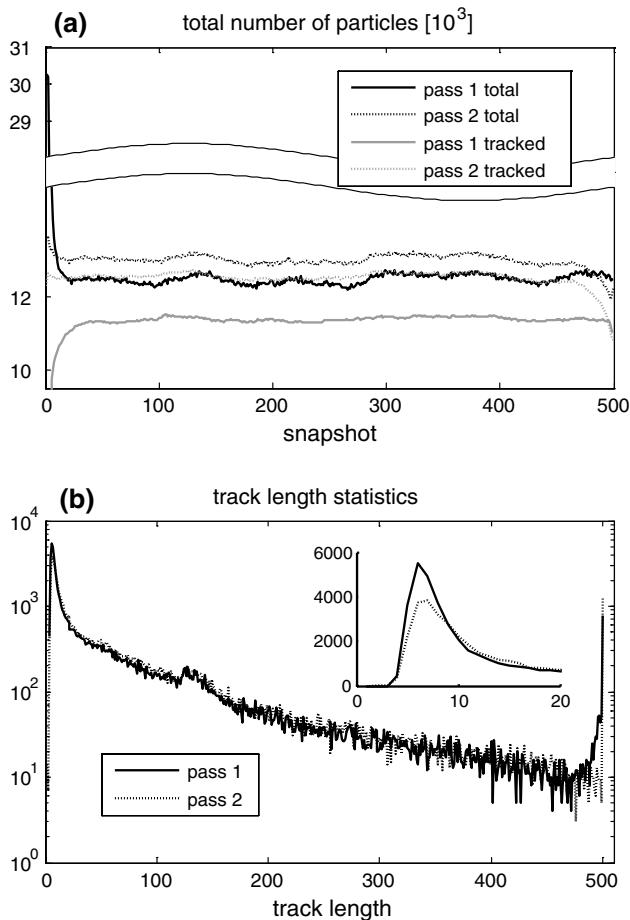 (a) total number of particles [10³]
31
30
29
12
10
pass 1 total
pass 2 total
pass 1 tracked
pass 2 tracked
0 100 200 300 400 500
snapshot
(b) track length statistics
10⁴
10³
10²
10¹
10⁰
6000
4000
2000
0
0 10 20
pass 1
pass 2
0 100 200 300 400 500
track length